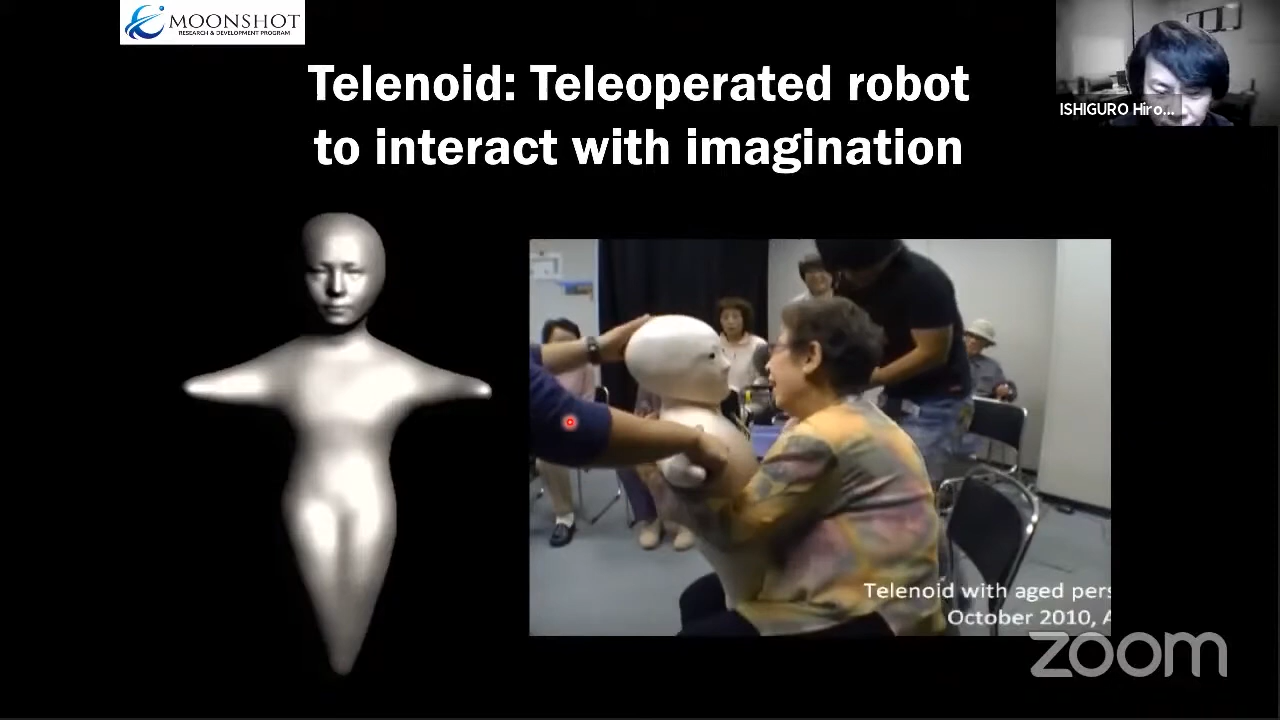 MOONSHOT
RESEARCH & DEVELOPMENT PROGRAM
Telenoid: Teleoperated robot
to interact with imagination
ISHIGURO Hiro...
Telenoid with aged pers
October 2010, A
zoom